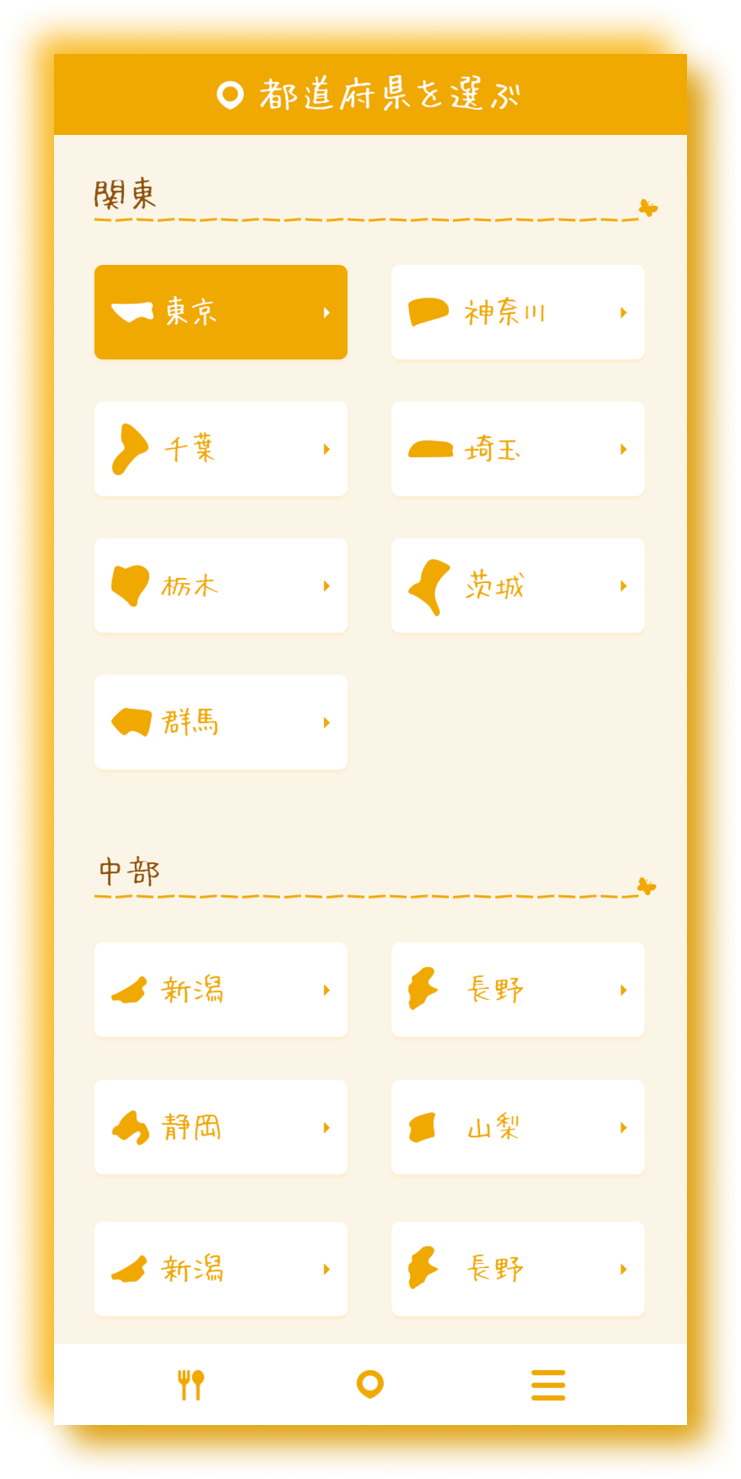 都道府県を選ぶ
関東
東京
神奈川
千葉
埼玉
栃木
茨城
群馬
中部
新潟
長野
静岡
山梨
新潟
長野